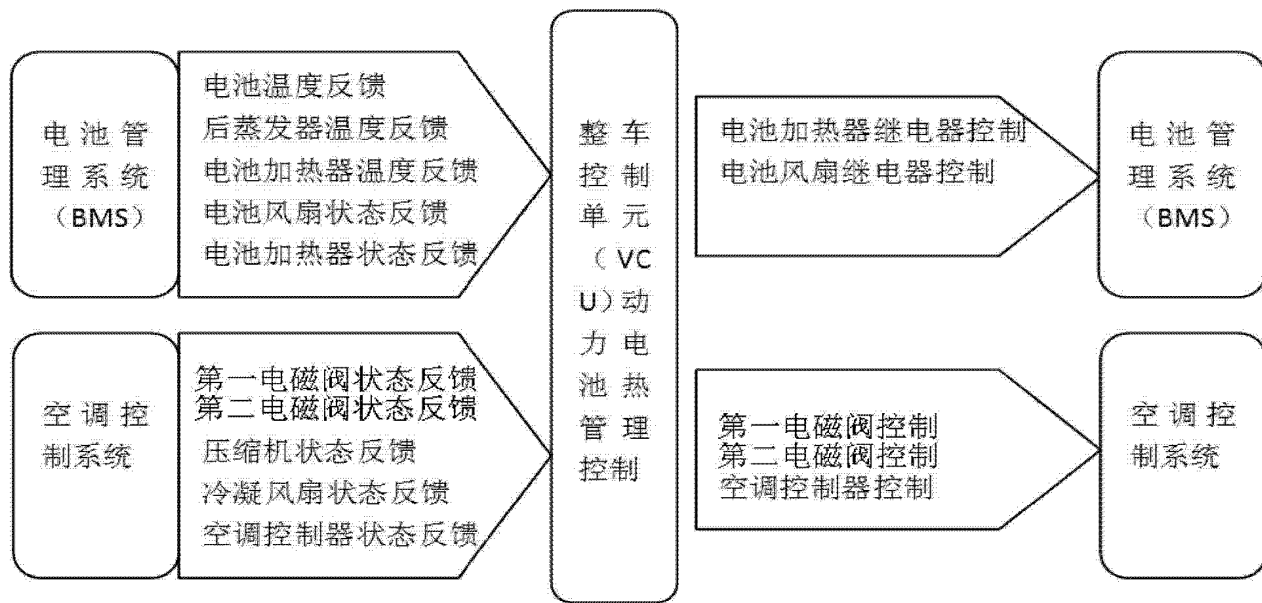 电池管
理系统
（BMS）
电池温度反馈
后蒸发器温度反馈
电池加热器温度反馈
电池风扇状态反馈
电池加热器状态反馈
空调控
制系统
第一电磁阀状态反馈
第二电磁阀状态反馈
压缩机状态反馈
冷凝风扇状态反馈
空调控制器状态反馈
整车
控制
单元
（VC
U）动
力电
池热
管理
控制
电池加热器继电器控制
电池风扇继电器控制
电池管
理系统
（BMS）
第一电磁阀控制
第二电磁阀控制
空调控制器控制
空调控
制系统